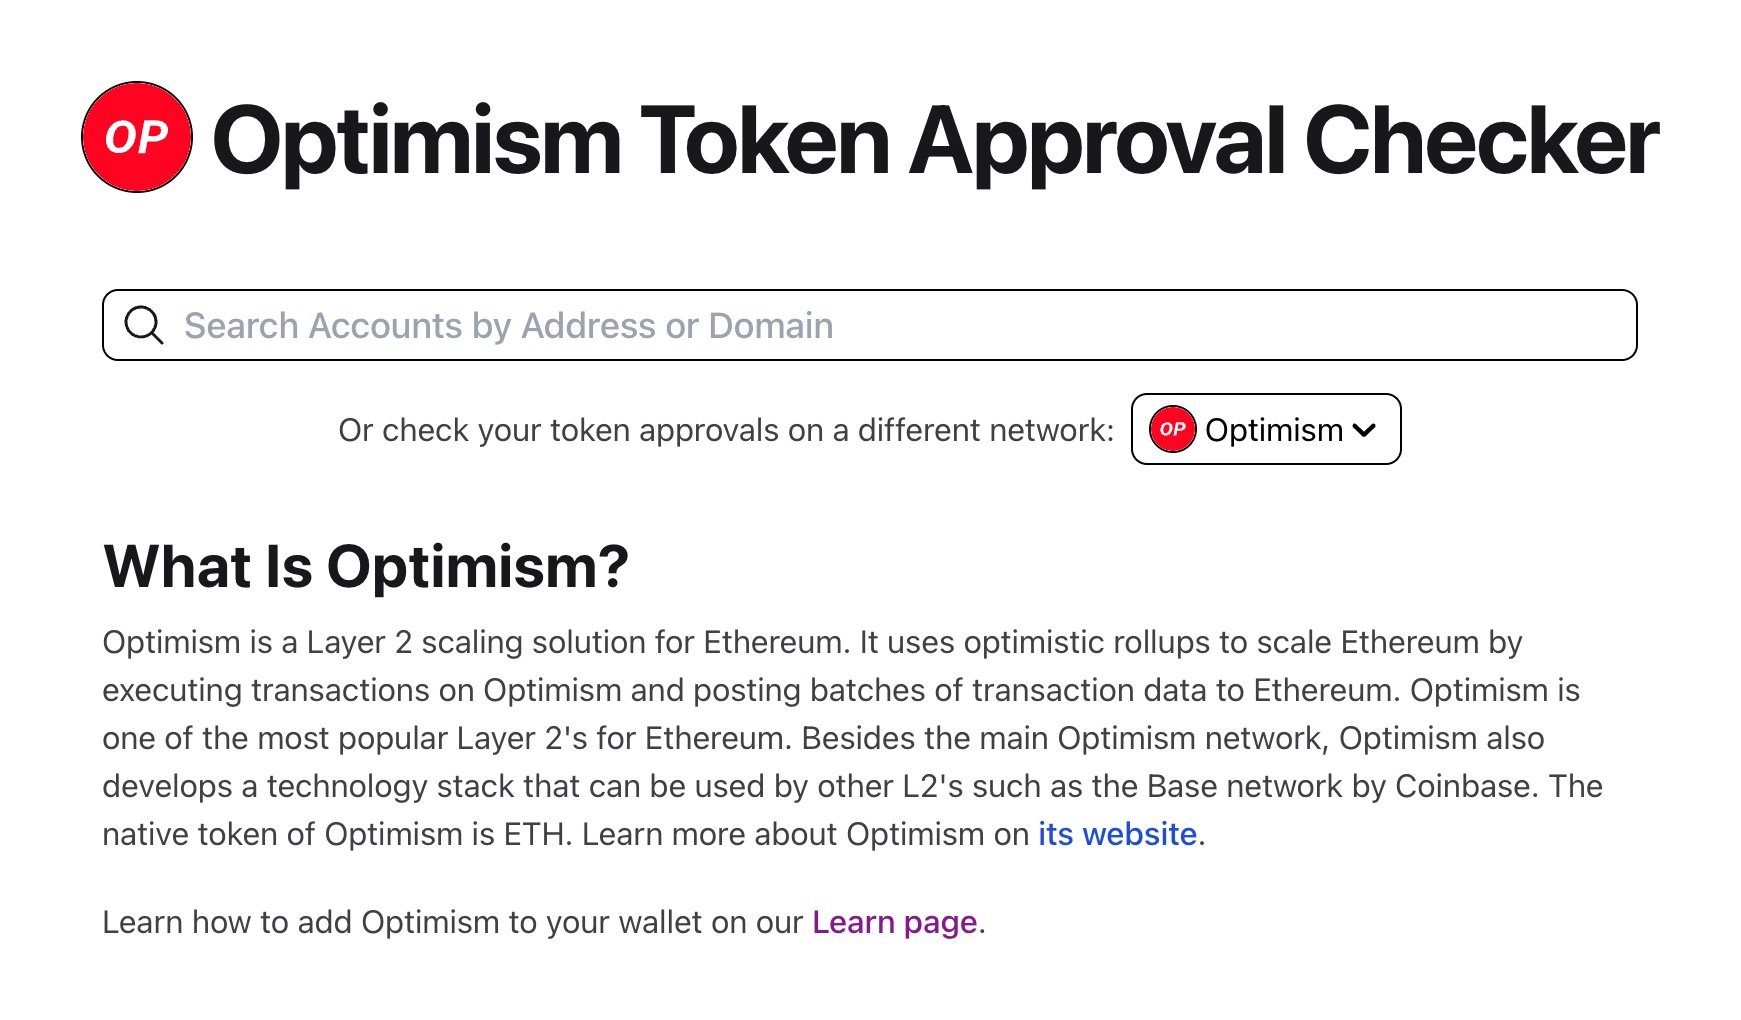 OP Optimism Token Approval Checker
Search Accounts by Address or Domain
Or check your token approvals on a different network: OP Optimism
What Is Optimism?
Optimism is a Layer 2 scaling solution for Ethereum. It uses optimistic rollups to scale Ethereum by
executing transactions on Optimism and posting batches of transaction data to Ethereum. Optimism is
one of the most popular Layer 2's for Ethereum. Besides the main Optimism network, Optimism also
develops a technology stack that can be used by other L2's such as the Base network by Coinbase. The
native token of Optimism is ETH. Learn more about Optimism on its website.
Learn how to add Optimism to your wallet on our Learn page.